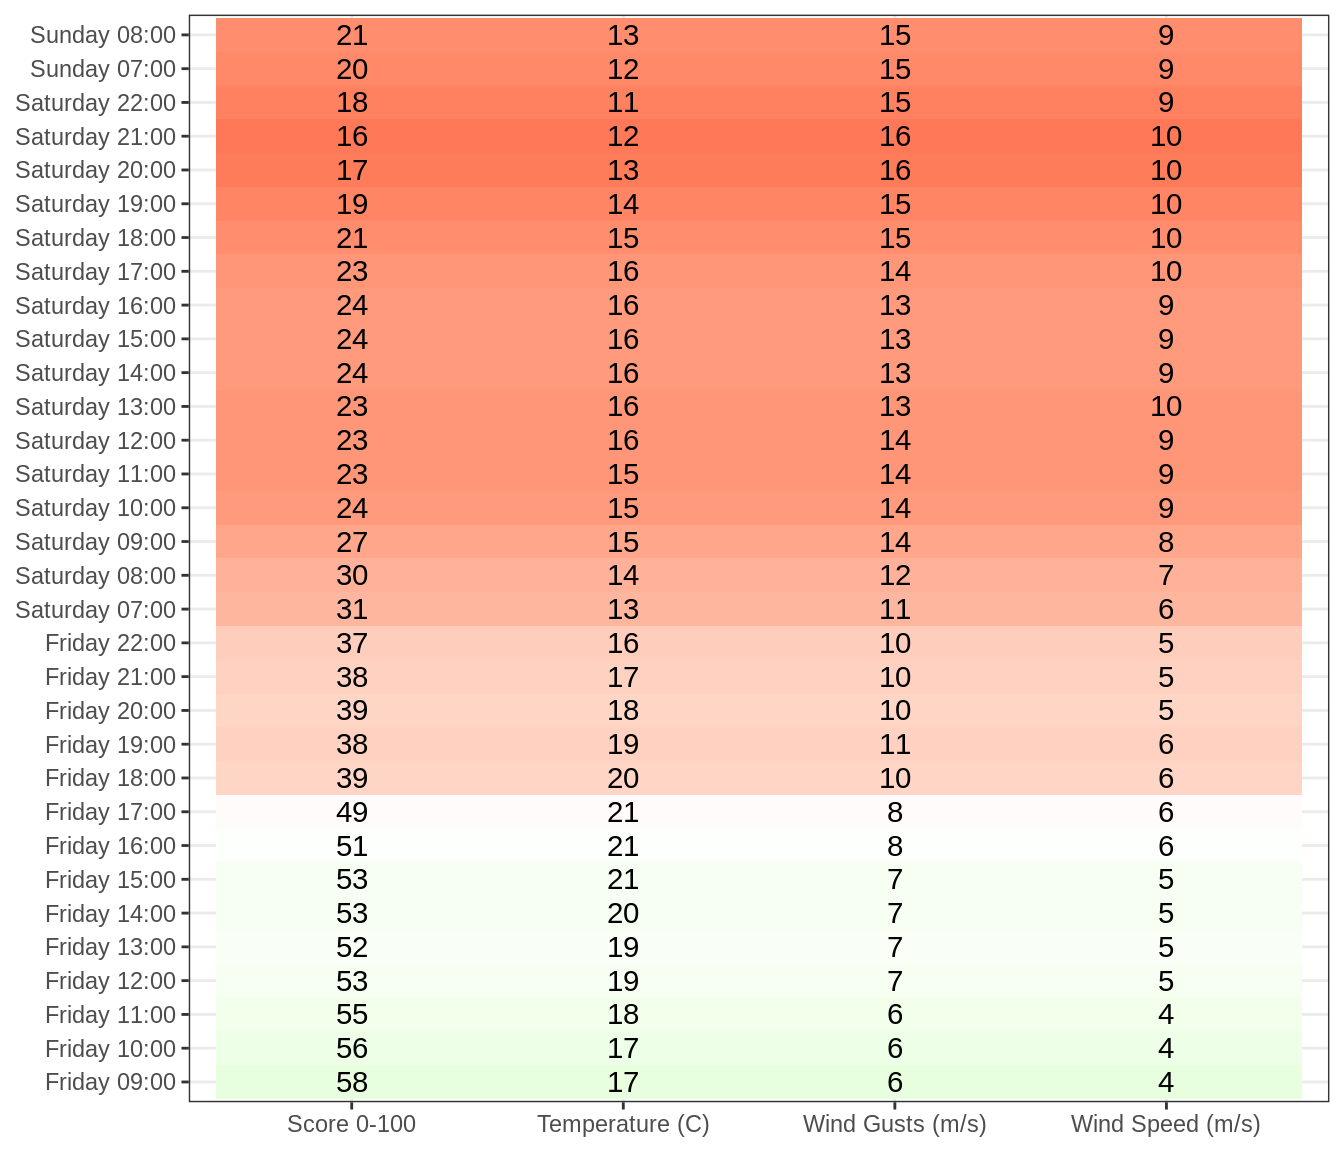 Sunday 08:00 21 13 15 9
Sunday 07:00 20 12 15 9
Saturday 22:00 18 11 15 9
Saturday 21:00 16 12 16 10
Saturday 20:00 17 13 16 10
Saturday 19:00 19 14 15 10
Saturday 18:00 21 15 15 10
Saturday 17:00 23 16 14 10
Saturday 16:00 24 16 13 9
Saturday 15:00 24 16 13 9
Saturday 14:00 24 16 13 9
Saturday 13:00 23 16 13 10
Saturday 12:00 23 16 14 9
Saturday 11:00 23 15 14 9
Saturday 10:00 24 15 14 9
Saturday 09:00 27 15 14 8
Saturday 08:00 30 14 12 7
Saturday 07:00 31 13 11 6
Friday 22:00 37 16 10 5
Friday 21:00 38 17 10 5
Friday 20:00 39 18 10 5
Friday 19:00 38 19 11 6
Friday 18:00 39 20 10 6
Friday 17:00 49 21 8 6
Friday 16:00 51 21 8 6
Friday 15:00 53 21 7 5
Friday 14:00 53 20 7 5
Friday 13:00 52 19 7 5
Friday 12:00 53 19 7 5
Friday 11:00 55 18 6 4
Friday 10:00 56 17 6 4
Friday 09:00 58 17 6 4
Score 0-100 Temperature (C) Wind Gusts (m/s) Wind Speed (m/s)